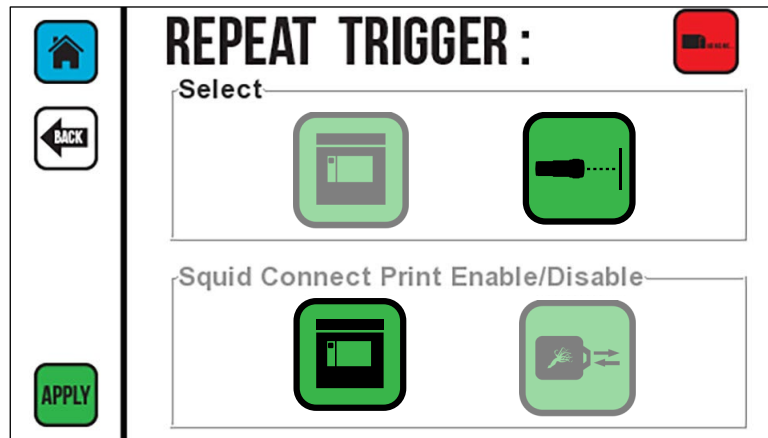 REPEAT TRIGGER :
Select
BACK
Squid Connect Print Enable/Disable
APPLY